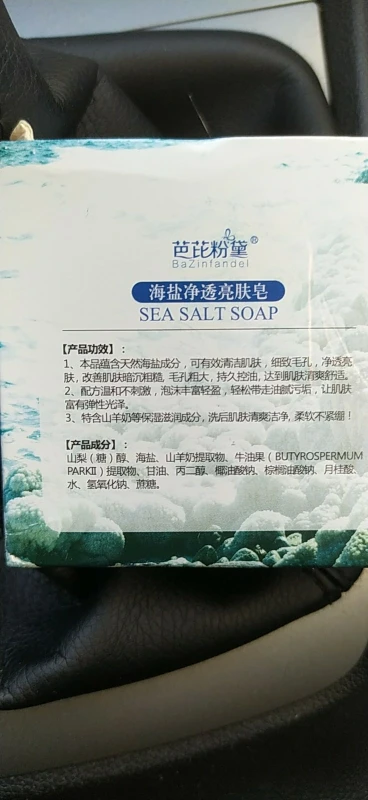 芭芘粉黛®
BaZinfandel
海盐净透亮肤皂
SEA SALT SOAP
【产品功效】:
1、本品蕴含天然海盐成分，可有效清洁肌肤，细致毛孔，净透亮
肤，改善肌肤暗沉粗糙，毛孔粗大，持久控油，达到肌肤清爽舒适。
2、配方温和不刺激，泡沫丰富轻盈，轻松带走油腻污垢，让肌肤
富有弹性光泽。
3、特含山羊奶等保湿滋润成分，洗后肌肤清爽洁净，柔软不紧绷！
【产品成分】:
山梨（糖）醇、海盐、山羊奶提取物、牛油果（BUTYROSPERMUM
PARKII）提取物、甘油、丙二醇、椰油酸钠、棕榈油酸钠、月桂酸、
水、氢氧化钠、蔗糖。